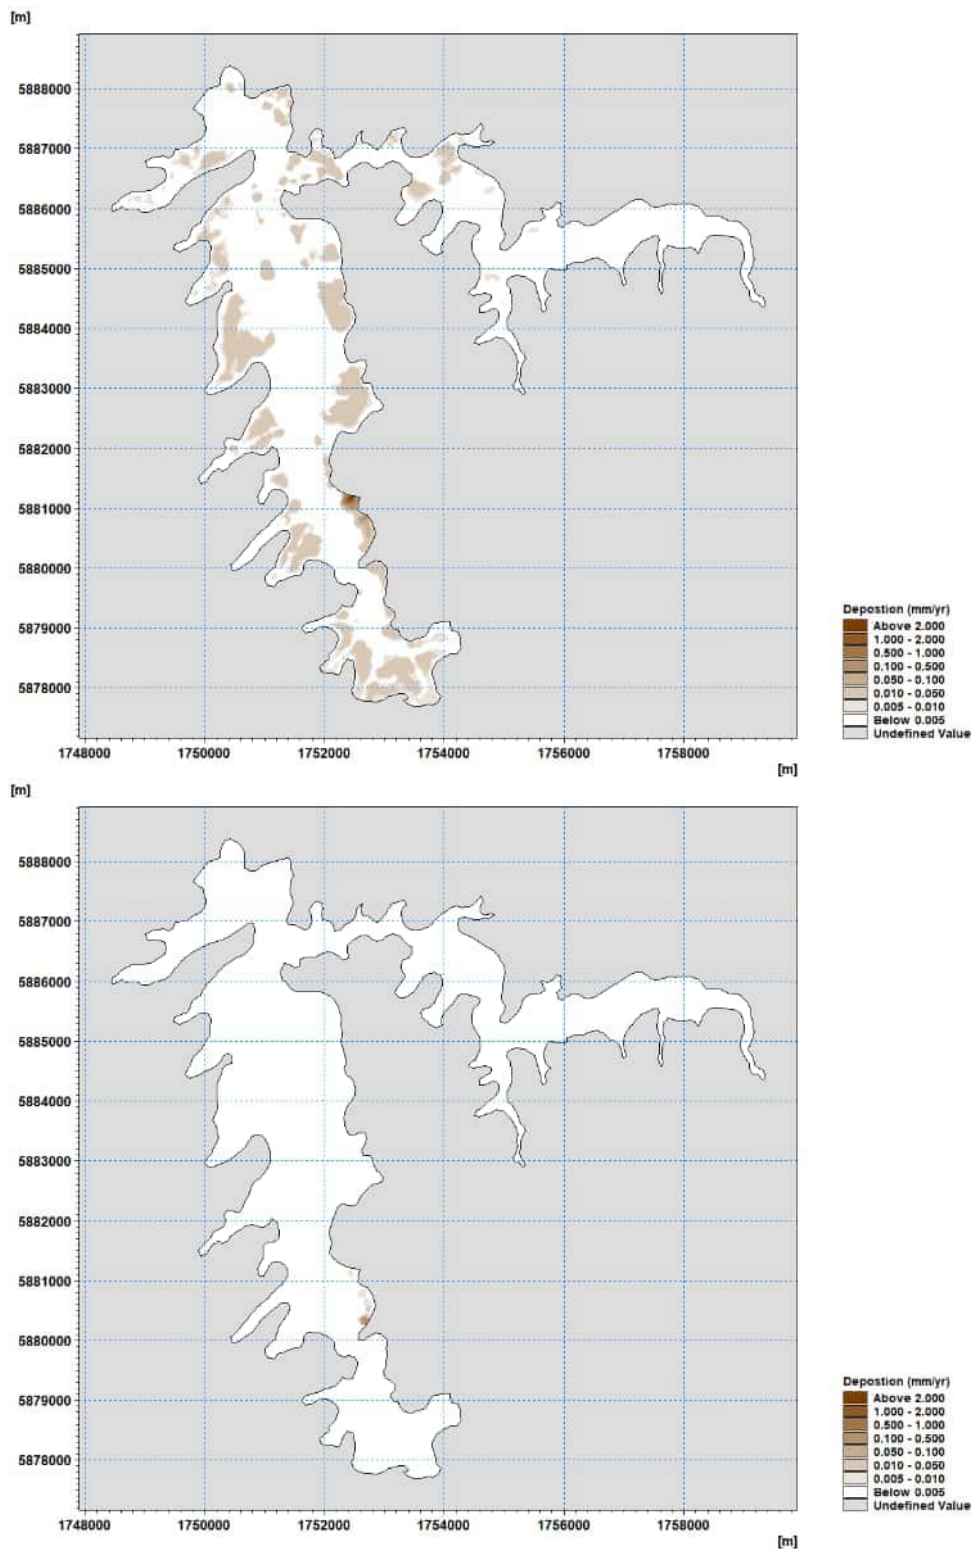 [m]
5888000
5887000
5886000
5885000
5884000
5883000
5882000
5881000
5880000
5879000
5878000
1748000 1750000 1752000 1754000 1756000 1758000
[m]
Depostion (mm/yr)
Above 2.000
1.000 - 2.000
0.500 - 1.000
0.100 - 0.500
0.050 - 0.100
0.010 - 0.050
0.005 - 0.010
Below 0.005
Undefined Value
[m]
5888000
5887000
5886000
5885000
5884000
5883000
5882000
5881000
5880000
5879000
5878000
1748000 1750000 1752000 1754000 1756000 1758000
[m]
Depostion (mm/yr)
Above 2.000
1.000 - 2.000
0.500 - 1.000
0.100 - 0.500
0.050 - 0.100
0.010 - 0.050
0.005 - 0.010
Below 0.005
Undefined Value